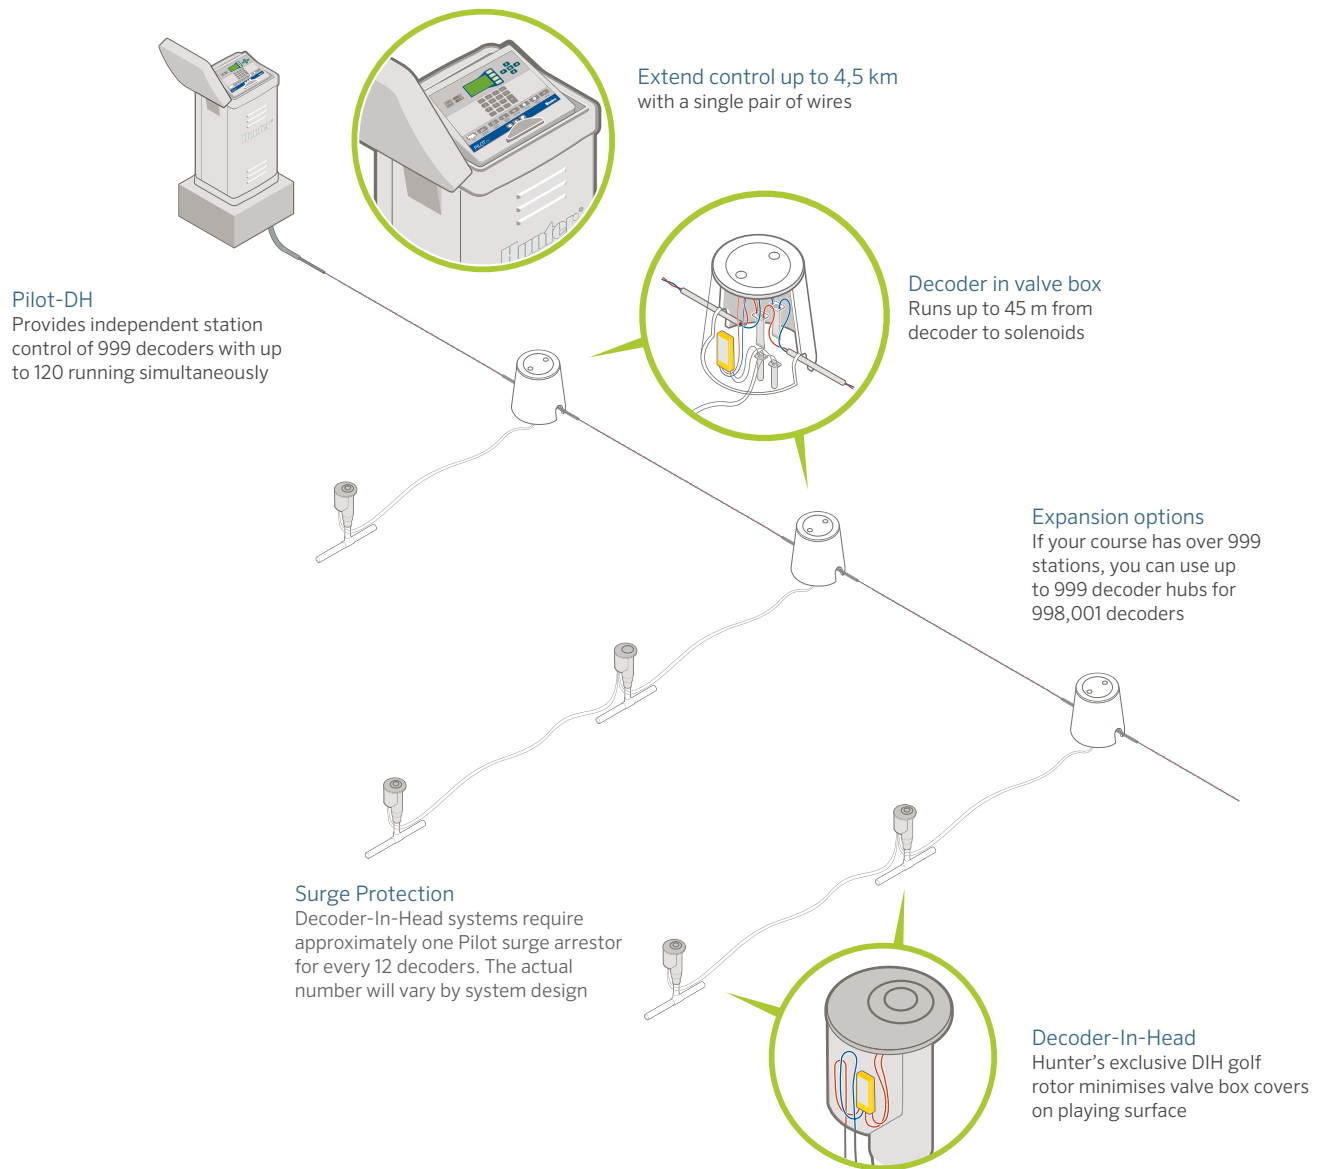 Extend control up to 4,5 km
with a single pair of wires
PILOT
Hunter
Hunter
Pilot-DH
Provides independent station
control of 999 decoders with up
to 120 running simultaneously
Decoder in valve box
Runs up to 45 m from
decoder to solenoids
Expansion options
If your course has over 999
stations, you can use up
to 999 decoder hubs for
998,001 decoders
Surge Protection
Decoder-In-Head systems require
approximately one Pilot surge arrestor
for every 12 decoders. The actual
number will vary by system design
Decoder-In-Head
Hunter’s exclusive DIH golf
rotor minimises valve box covers
on playing surface